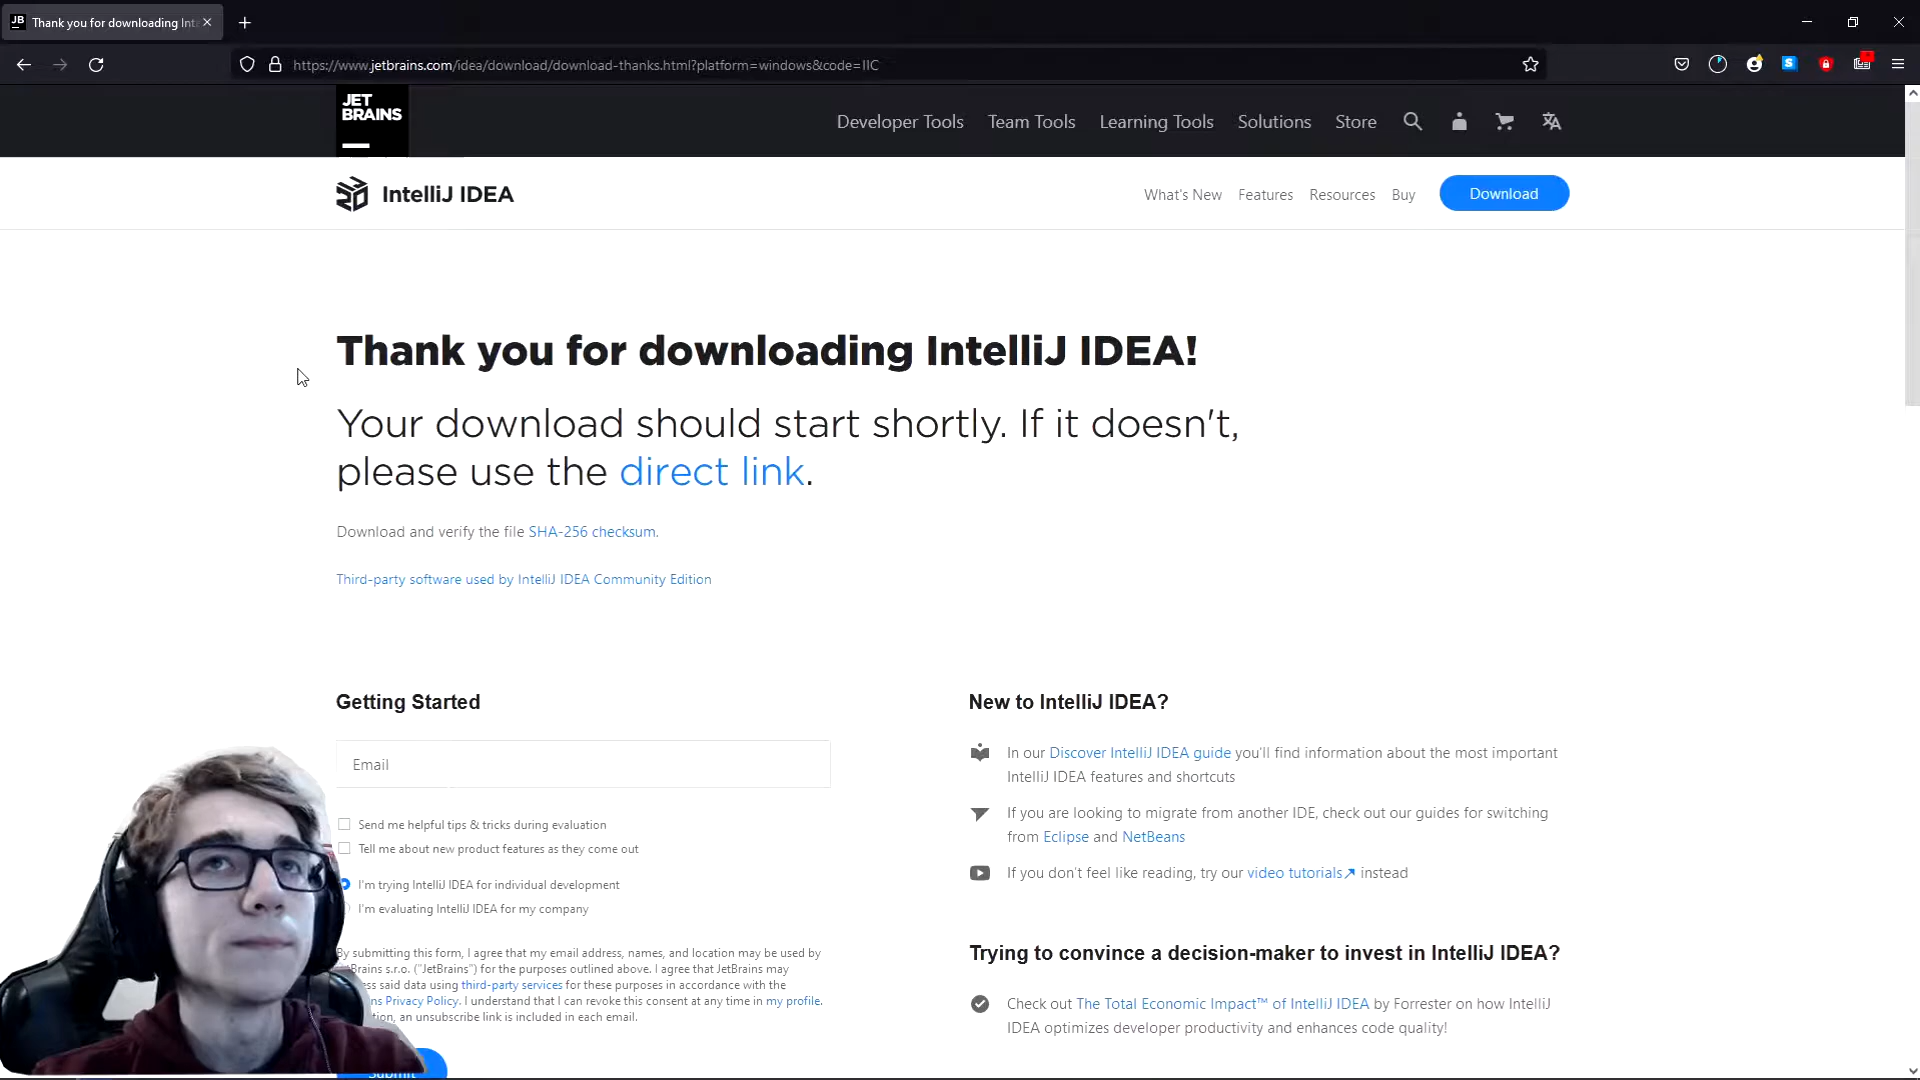 JB Thank you for downloading Inte
https://www.jetbrains.com/idea/download/download-thanks.html?platform=windows&code=IIC
JET
BRAINS
Developer Tools Team Tools Learning Tools Solutions Store
IntelliJ IDEA
What's New Features Resources Buy Download
Thank you for downloading IntelliJ IDEA!
Your download should start shortly. If it doesn't,
please use the direct link.
Download and verify the file SHA-256 checksum.
Third-party software used by IntelliJ IDEA Community Edition
Getting Started
Email
Send me helpful tips & tricks during evaluation
Tell me about new product features as they come out
I'm trying IntelliJ IDEA for individual development
I'm evaluating IntelliJ IDEA for my company
By submitting this form, I agree that my email address, names, and location may be used by
Brains s.r.o. ("JetBrains") for the purposes outlined above. I agree that JetBrains may
ss said data using third-party services for these purposes in accordance with the
ns Privacy Policy. I understand that I can revoke this consent at any time in my profile.
tion, an unsubscribe link is included in each email.
Submit
New to IntelliJ IDEA?
In our Discover IntelliJ IDEA guide you'll find information about the most important
IntelliJ IDEA features and shortcuts
If you are looking to migrate from another IDE, check out our guides for switching
from Eclipse and NetBeans
If you don't feel like reading, try our video tutorials↗ instead
Trying to convince a decision-maker to invest in IntelliJ IDEA?
Check out The Total Economic Impact™ of IntelliJ IDEA by Forrester on how IntelliJ
IDEA optimizes developer productivity and enhances code quality!